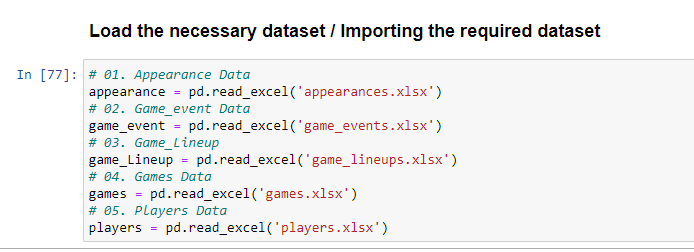 Load the necessary dataset / Importing the required dataset
In [77]: # 01. Appearance Data
appearance = pd.read_excel('appearances.xlsx')
# 02. Game_event Data
game_event = pd.read_excel('game_events.xlsx')
# 03. Game_Lineup
game_Lineup = pd.read_excel('game_lineups.xlsx')
# 04. Games Data
games = pd.read_excel('games.xlsx')
# 05. Players Data
players = pd.read_excel('players.xlsx')